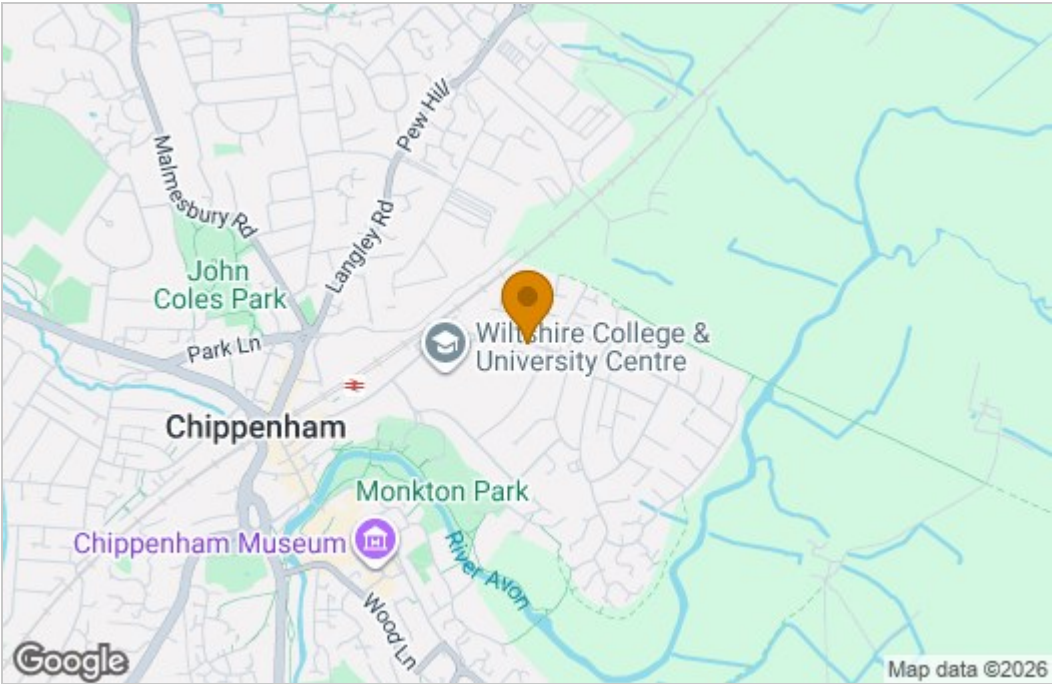 Pew Hill
Malmesbury Rd
Langley Rd
John
Coles Park
Park Ln
Wiltshire College &
University Centre
Chippenham
Monkton Park
Chippenham Museum
River Avon
Wood Ln
Google
Map data ©2026